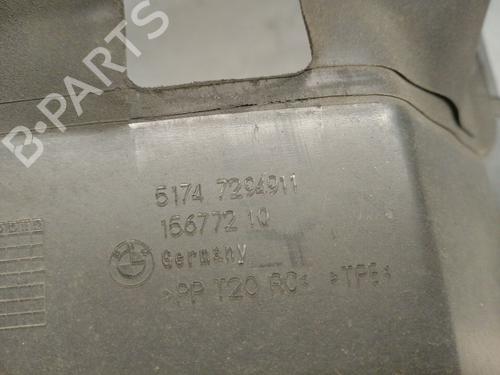 B-PARTS
5174 7294911
156772 10
Germany
>PP T20 RC< >TPE<